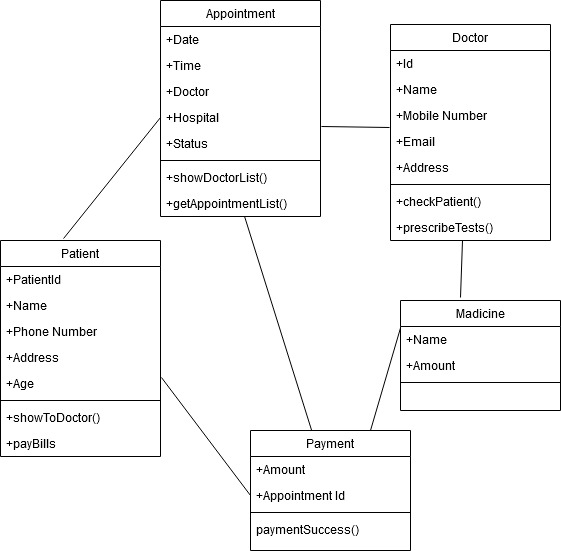 Appointment
+Date
+Time
+Doctor
+Hospital
+Status
+showDoctorList()
+getAppointmentList()
Doctor
+Id
+Name
+Mobile Number
+Email
+Address
+checkPatient()
+prescribeTests()
Patient
+PatientId
+Name
+Phone Number
+Address
+Age
+showToDoctor()
+payBills
Madicine
+Name
+Amount
Payment
+Amount
+Appointment Id
paymentSuccess()